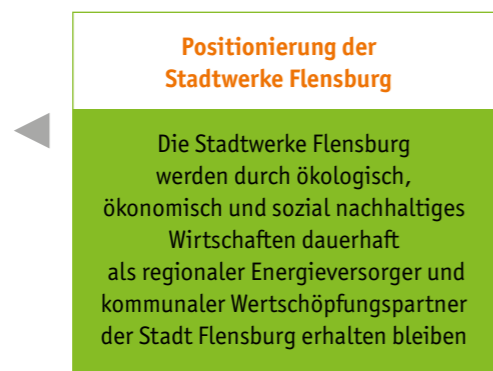 Positionierung der
Stadtwerke Flensburg
Die Stadtwerke Flensburg
werden durch ökologisch,
ökonomisch und sozial nachhaltiges
Wirtschaften dauerhaft
als regionaler Energieversorger und
kommunaler Wertschöpfungspartner
der Stadt Flensburg erhalten bleiben